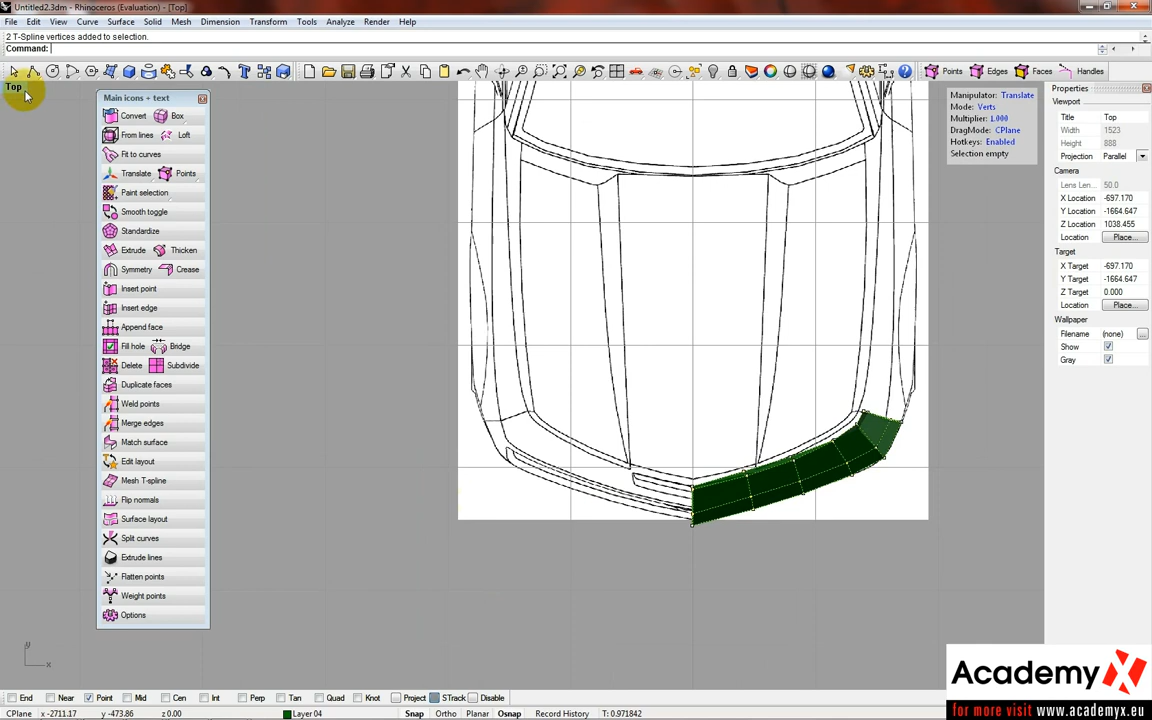 Untitled2.3dm - Rhinoceros (Evaluation) - [Top]
File Edit View Curve Surface Solid Mesh Dimension Transform Tools Analyze Render Help
2 T-Spline vertices added to selection.
Command:
Points Edges Faces Handles
Top
Main icons + text
Convert Box
From lines Loft
Fit to curves
Translate Points
Paint selection
Smooth toggle
Standardize
Extrude Thicken
Symmetry Crease
Insert point
Insert edge
Append face
Fill hole Bridge
Delete Subdivide
Duplicate faces
Weld points
Merge edges
Match surface
Edit layout
Mesh T-spline
Flip normals
Surface layout
Split curves
Extrude lines
Flatten points
Weight points
Options
Manipulator: Translate
Mode: Verts
Multiplier: 1.000
DragMode: CPlane
Hotkeys: Enabled
Selection empty
Properties
Viewport
Title Top
Width 1523
Height 888
Projection Parallel
Camera
Lens Len... 50.0
X Location -697.170
Y Location -1664.647
Z Location 1038.455
Location Place...
Target
X Target -697.170
Y Target -1664.647
Z Target 0.000
Location Place...
Wallpaper
Filename (none) ...
Show
Gray
y
x
End Near Point Mid Cen Int Perp Tan Quad Knot Project STrack Disable
CPlane x -2711.17 y -473.86 z 0.00 Layer 04 Snap Ortho Planar Osnap Record History T: 0.971842
Academy X
for more visit www.academyx.eu